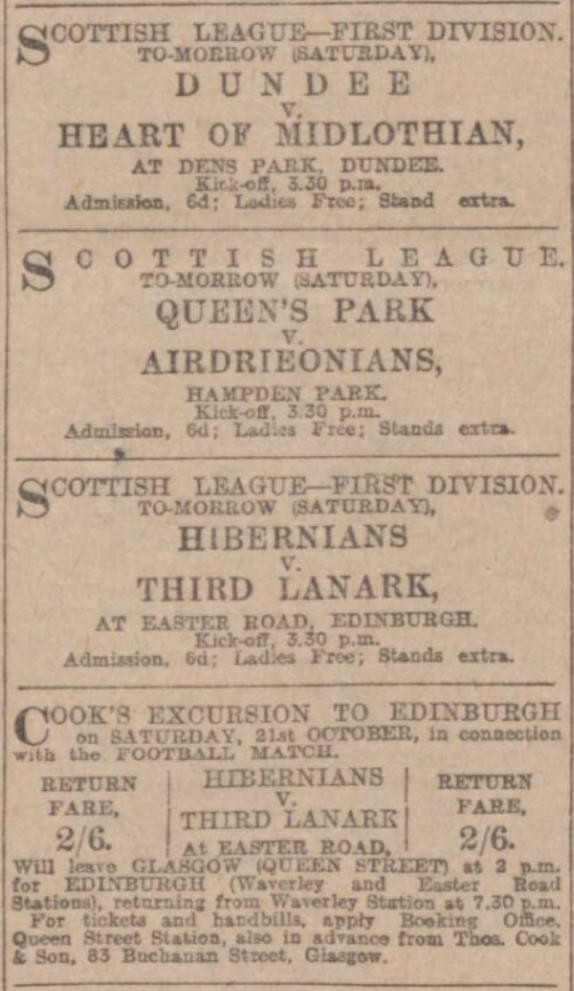 SCOTTISH LEAGUE—FIRST DIVISION.
TO-MORROW (SATURDAY),
DUNDEE
V.
HEART OF MIDLOTHIAN,
AT DENS PARK, DUNDEE.
Kick-off, 3.30 p.m.
Admission, 6d; Ladies Free; Stand extra.
SCOTTISH LEAGUE.
TO-MORROW (SATURDAY),
QUEEN'S PARK
V.
AIRDRIEONIANS,
HAMPDEN PARK.
Kick-off, 3.30 p.m.
Admission, 6d; Ladies Free; Stands extra.
SCOTTISH LEAGUE—FIRST DIVISION.
TO-MORROW (SATURDAY),
HIBERNIANS
V.
THIRD LANARK,
AT EASTER ROAD, EDINBURGH.
Kick-off, 3.30 p.m.
Admission, 6d; Ladies Free; Stands extra.
COOK'S EXCURSION TO EDINBURGH
on SATURDAY, 21st OCTOBER, in connection
with the FOOTBALL MATCH.
RETURN
FARE,
2/6.
HIBERNIANS
V.
THIRD LANARK
At EASTER ROAD,
RETURN
FARE,
2/6.
Will leave GLASGOW (QUEEN STREET) at 2 p.m.
for EDINBURGH (Waverley and Easter Road
Stations), returning from Waverley Station at 7.30 p.m.
For tickets and handbills, apply Booking Office,
Queen Street Station, also in advance from Thos. Cook
& Son, 83 Buchanan Street, Glasgow.